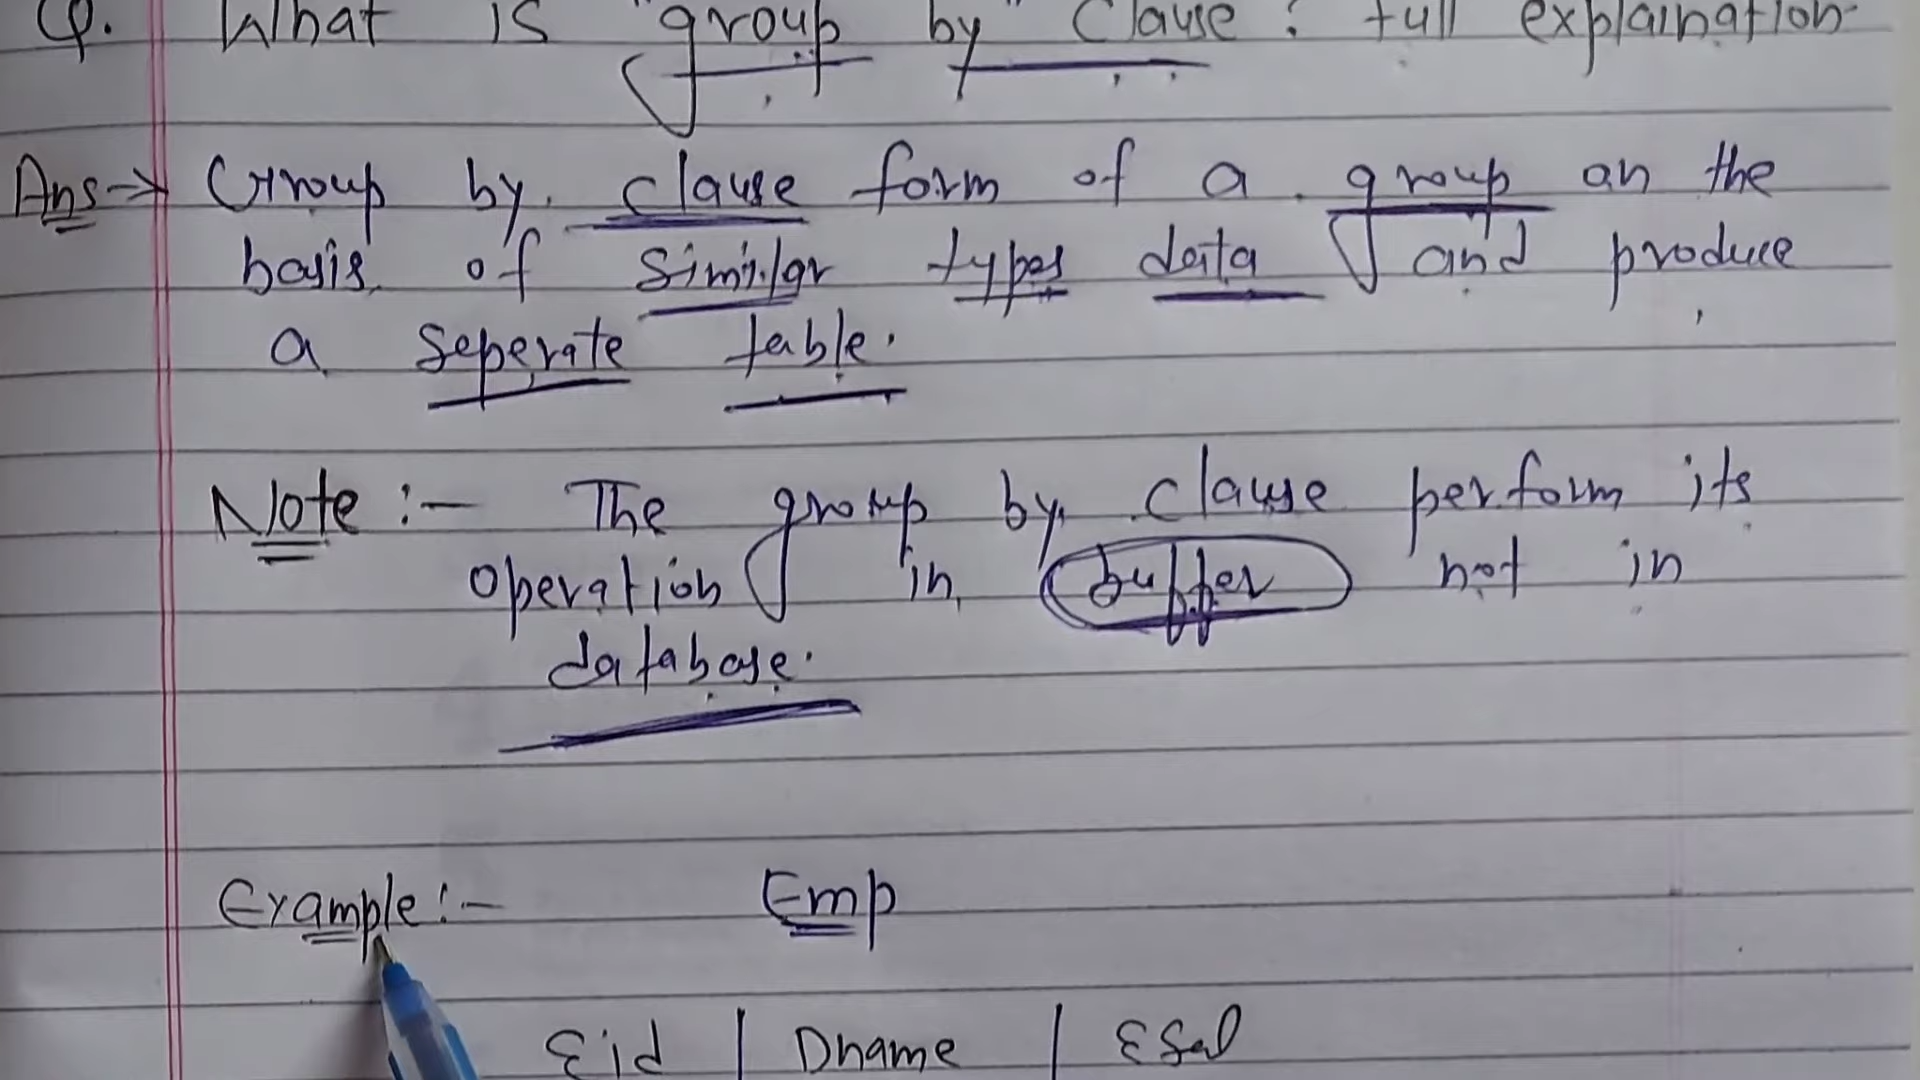 Q. What is "group by" clause? full explaination
Ans→ Group by clause form of a group an the
basis of similar types data and produce
a seperate table.
Note :- The group by clause perform its
operation in buffer not in
database.
Example :- Emp
Eid | Dname | ESal